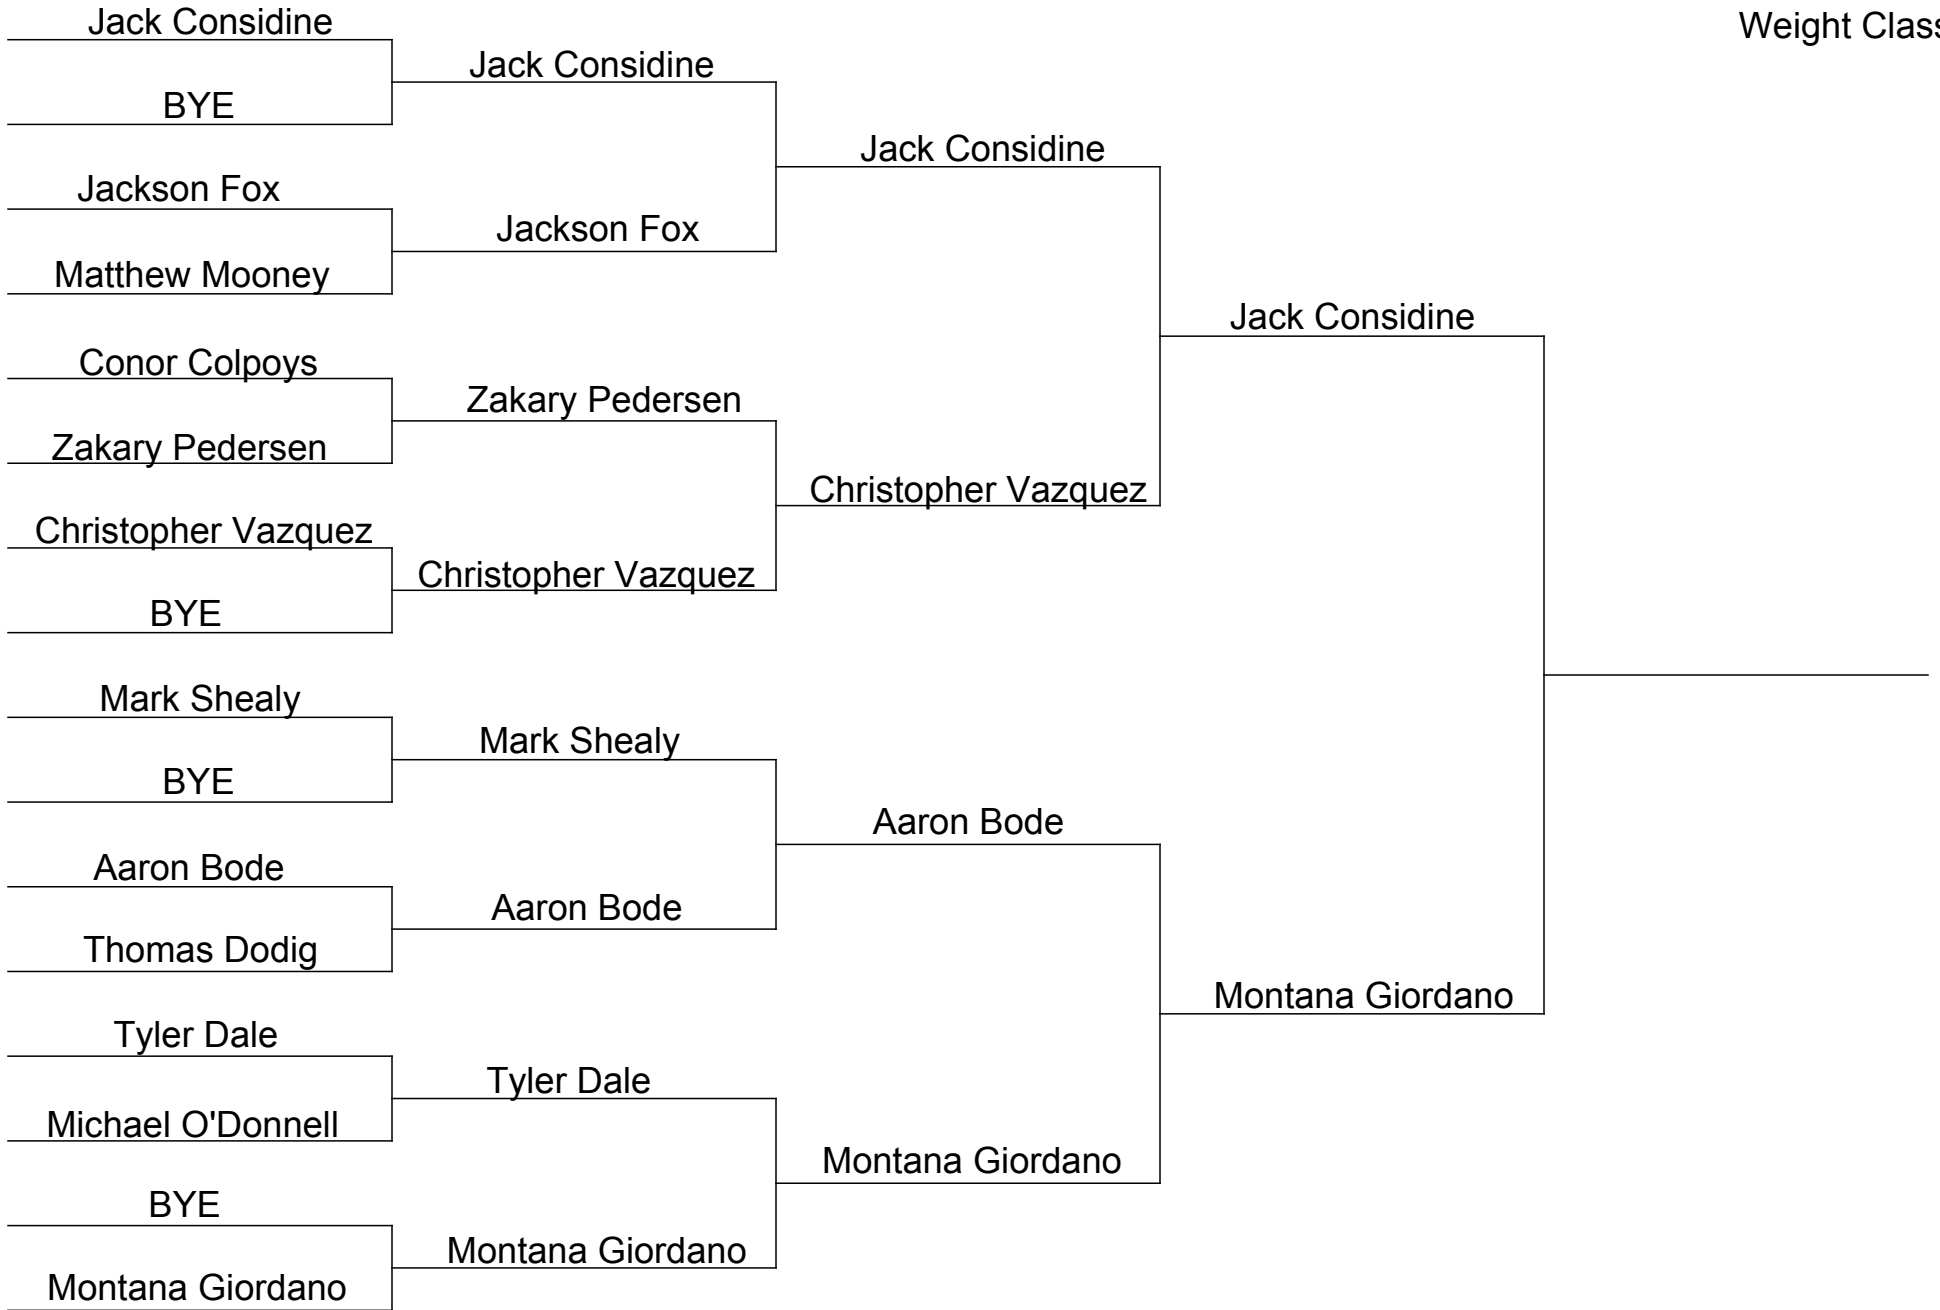 Jack Considine
BYE
Jackson Fox
Matthew Mooney
Conor Colpoys
Zakary Pedersen
Christopher Vazquez
BYE
Mark Shealy
BYE
Aaron Bode
Thomas Dodig
Tyler Dale
Michael O'Donnell
BYE
Montana Giordano
Jack Considine
Jackson Fox
Zakary Pedersen
Christopher Vazquez
Mark Shealy
Aaron Bode
Tyler Dale
Montana Giordano
Jack Considine
Christopher Vazquez
Aaron Bode
Montana Giordano
Jack Considine
Montana Giordano
Weight Class